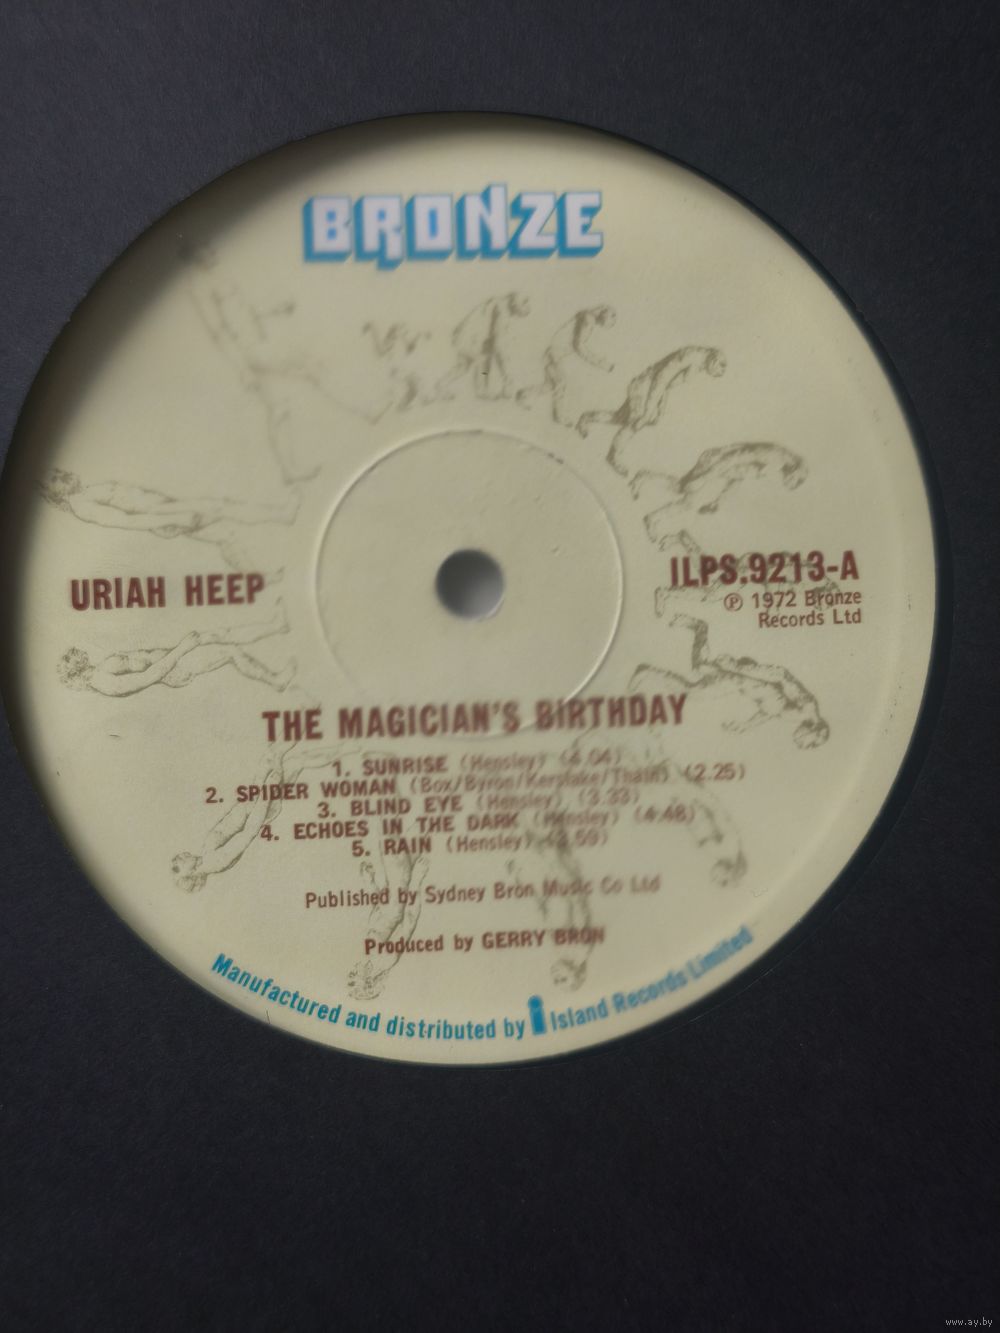 BRONZE
URIAH HEEP
ILPS.9213-A
℗ 1972 Bronze
Records Ltd
THE MAGICIAN'S BIRTHDAY
1. SUNRISE (Hensley) (4.04)
2. SPIDER WOMAN (Box/Byron/Kerslake/Thain) (2.25)
3. BLIND EYE (Hensley) (3.33)
4. ECHOES IN THE DARK (Hensley) (4.48)
5. RAIN (Hensley) (3.59)
Published by Sydney Bron Music Co Ltd
Produced by GERRY BRON
Manufactured and distributed by i Island Records Limited
www.ay.by